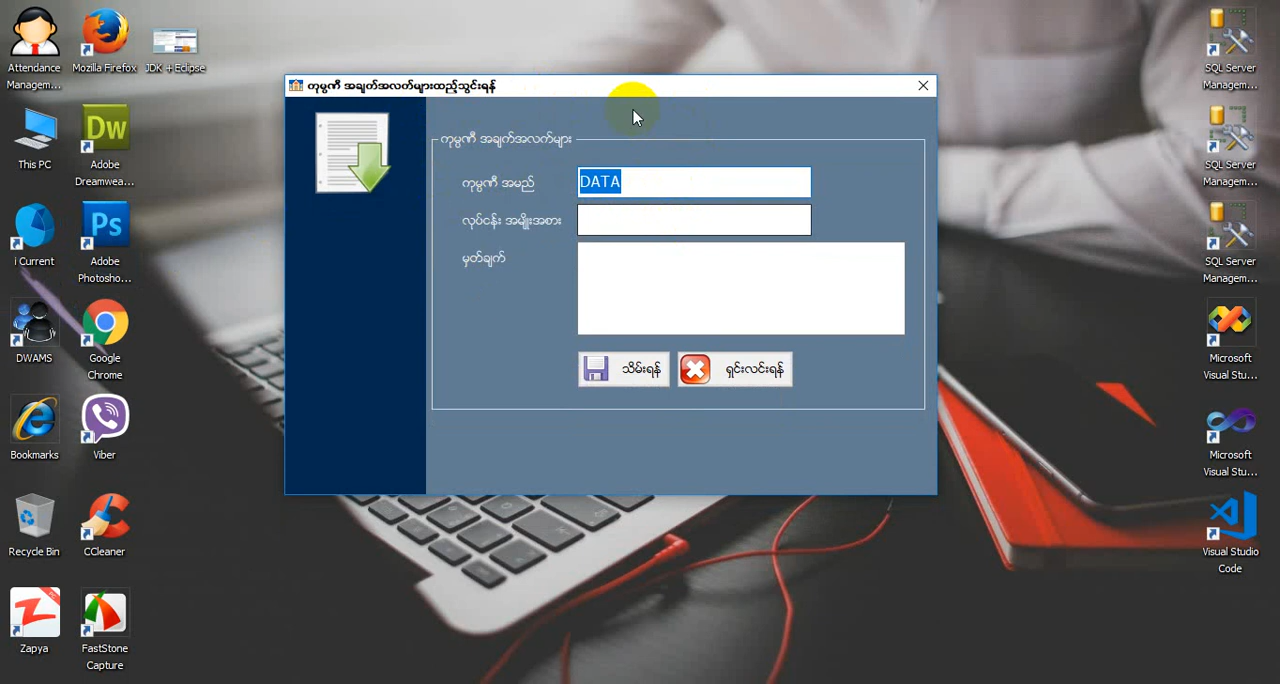 Attendance
Managem...
Mozilla Firefox
JDK + Eclipse
This PC
Dw
Adobe
Dreamwea...
i Current
Ps
Adobe
Photosho...
DWAMS
Google
Chrome
Bookmarks
Viber
Recycle Bin
CCleaner
Zapya
FastStone
Capture
ကုမ္ပဏီ အချက်အလက်များထည့်သွင်းရန်
ကုမ္ပဏီ အချက်အလက်များ
ကုမ္ပဏီ အမည်
DATA
လုပ်ငန်း အမျိုးအစား
မှတ်ချက်
သိမ်းရန်
ရှင်းလင်းရန်
SQL Server
Managem...
SQL Server
Managem...
SQL Server
Managem...
Microsoft
Visual Stu...
Microsoft
Visual Stu...
Visual Studio
Code